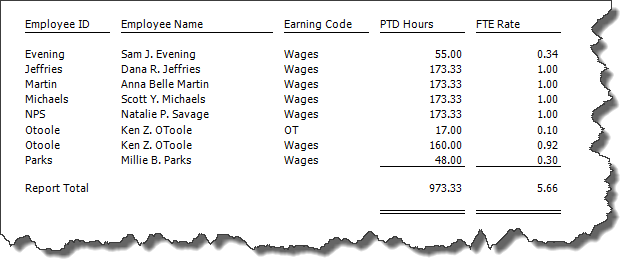 Employee ID Employee Name Earning Code PTD Hours FTE Rate
Evening Sam J. Evening Wages 55.00 0.34
Jeffries Dana R. Jeffries Wages 173.33 1.00
Martin Anna Belle Martin Wages 173.33 1.00
Michaels Scott Y. Michaels Wages 173.33 1.00
NPS Natalie P. Savage Wages 173.33 1.00
Otoole Ken Z. OToole OT 17.00 0.10
Otoole Ken Z. OToole Wages 160.00 0.92
Parks Millie B. Parks Wages 48.00 0.30
Report Total 973.33 5.66